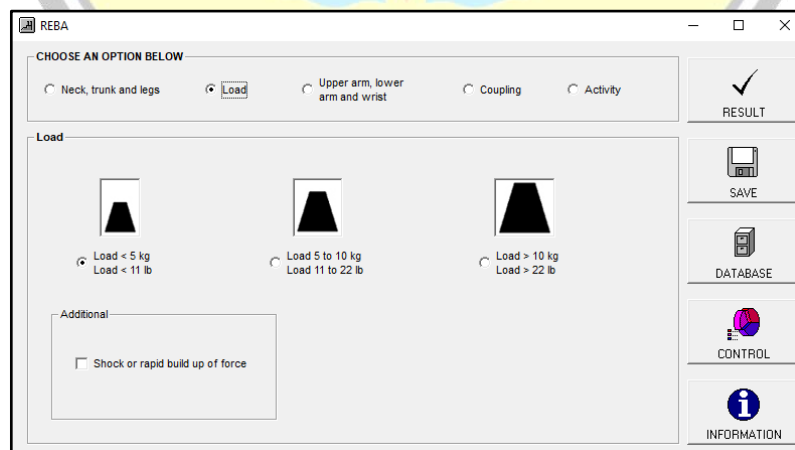 REBA
CHOOSE AN OPTION BELOW
Neck, trunk and legs
Load
Upper arm, lower
arm and wrist
Coupling
Activity
RESULT
Load
SAVE
Load < 5 kg
Load < 11 lb
Load 5 to 10 kg
Load 11 to 22 lb
Load > 10 kg
Load > 22 lb
DATABASE
Additional
Shock or rapid build up of force
CONTROL
INFORMATION